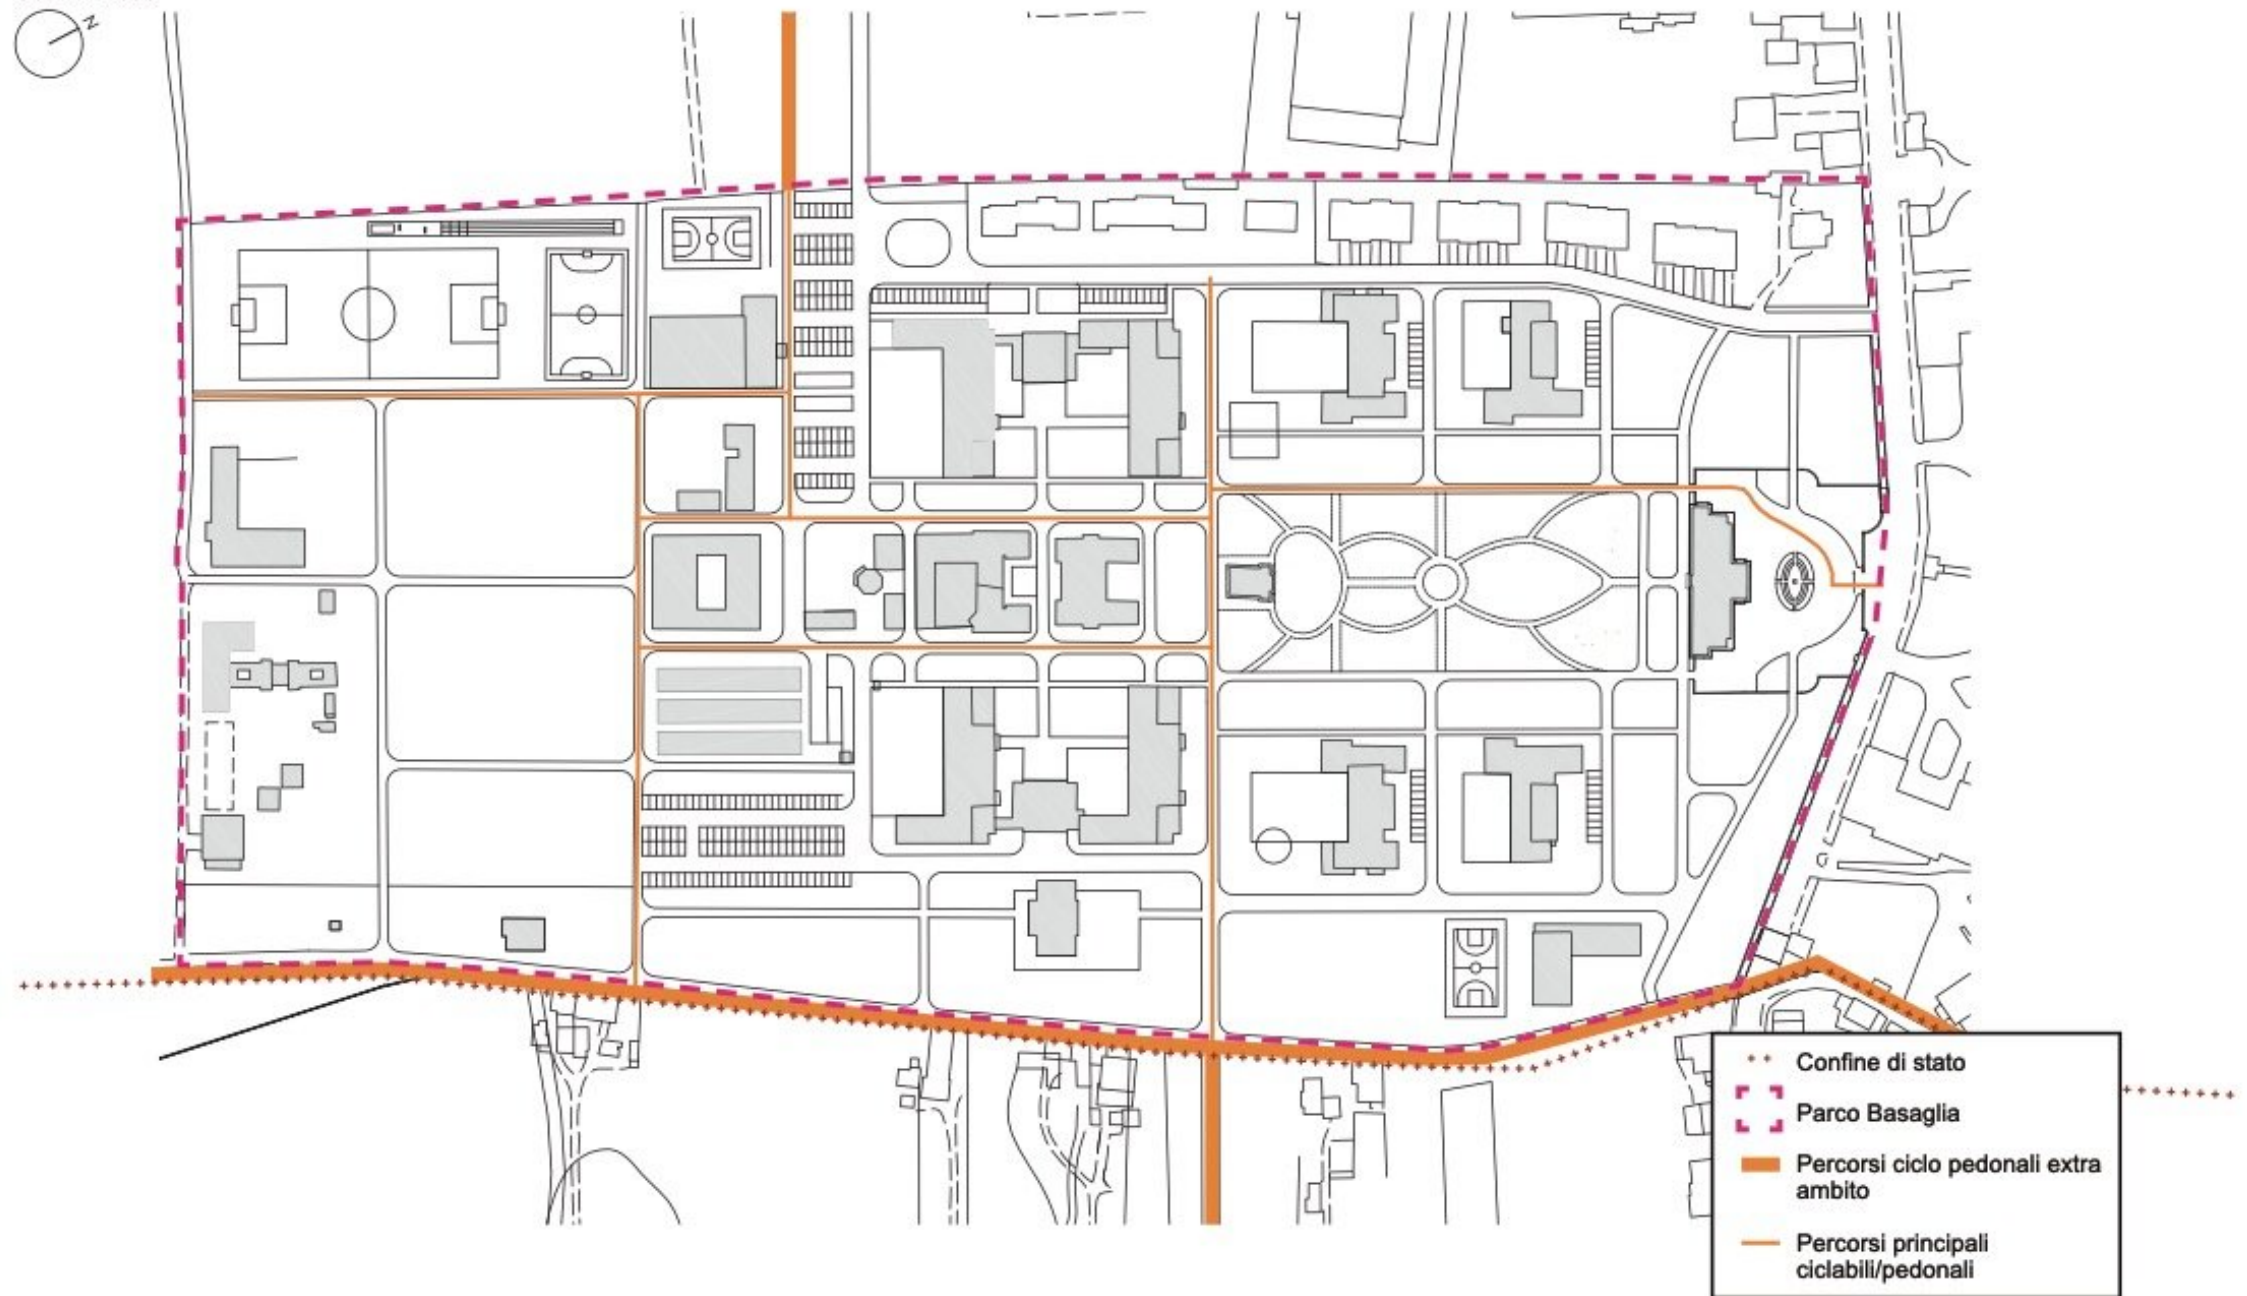 N
Confine di stato
Parco Basaglia
Percorsi ciclo pedonali extra
ambito
Percorsi principali
ciclabili/pedonali